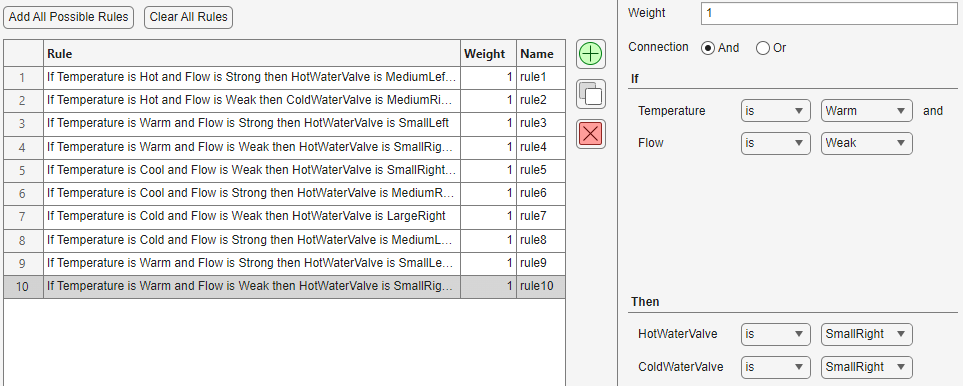 Add All Possible Rules Clear All Rules
Rule Weight Name
1 If Temperature is Hot and Flow is Strong then HotWaterValve is MediumLef... 1 rule1
2 If Temperature is Hot and Flow is Weak then ColdWaterValve is MediumRi... 1 rule2
3 If Temperature is Warm and Flow is Strong then HotWaterValve is SmallLeft 1 rule3
4 If Temperature is Warm and Flow is Weak then HotWaterValve is SmallRigh... 1 rule4
5 If Temperature is Cool and Flow is Weak then HotWaterValve is SmallRight... 1 rule5
6 If Temperature is Cool and Flow is Strong then HotWaterValve is MediumR... 1 rule6
7 If Temperature is Cold and Flow is Weak then HotWaterValve is LargeRight 1 rule7
8 If Temperature is Cold and Flow is Strong then HotWaterValve is MediumL... 1 rule8
9 If Temperature is Warm and Flow is Strong then HotWaterValve is SmallLe... 1 rule9
10 If Temperature is Warm and Flow is Weak then HotWaterValve is SmallRig... 1 rule10
Weight 1
Connection And Or
If
Temperature is Warm and
Flow is Weak
Then
HotWaterValve is SmallRight
ColdWaterValve is SmallRight